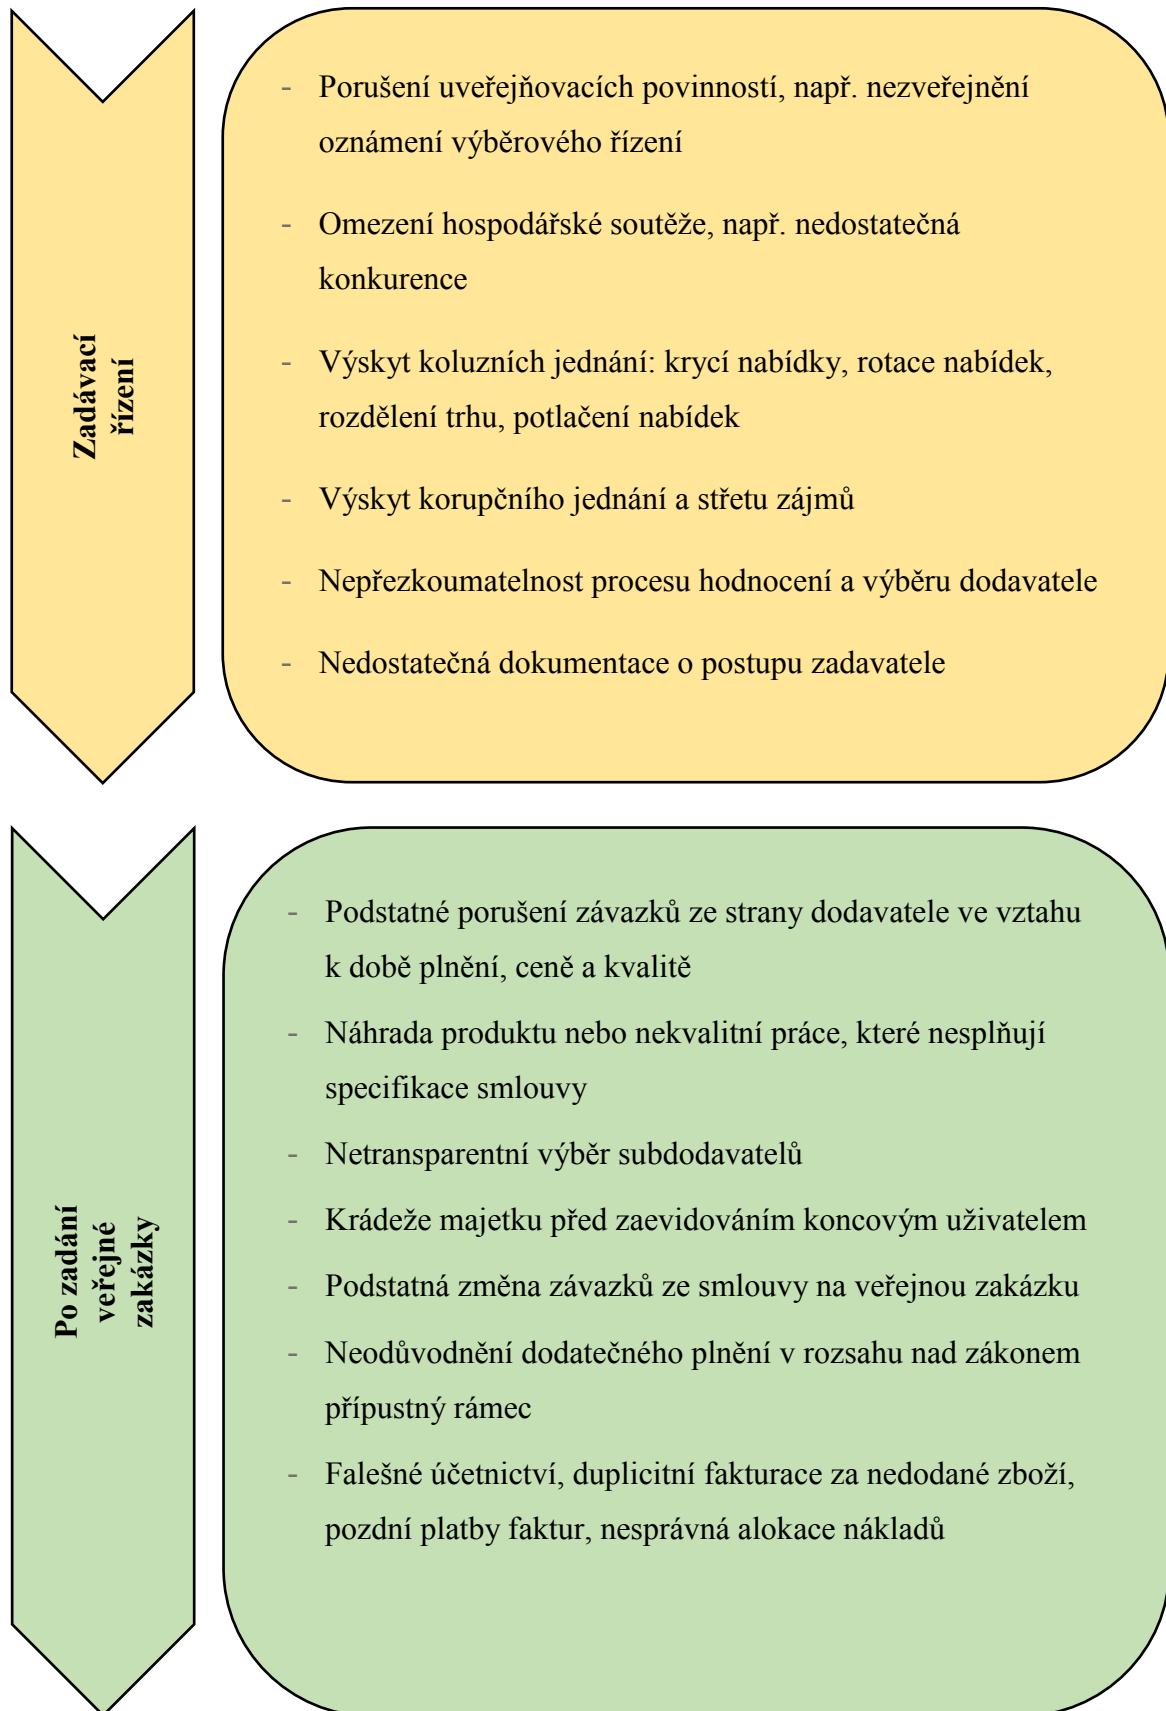 Zadávací
řízení
- Porušení uveřejňovacích povinností, např. nezveřejnění
oznámení výběrového řízení
- Omezení hospodářské soutěže, např. nedostatečná
konkurence
- Výskyt koluzních jednání: krycí nabídky, rotace nabídek,
rozdělení trhu, potlačení nabídek
- Výskyt korupčního jednání a střetu zájmů
- Nepřezkoumatelnost procesu hodnocení a výběru dodavatele
- Nedostatečná dokumentace o postupu zadavatele
Po zadání
veřejné
zakázky
- Podstatné porušení závazků ze strany dodavatele ve vztahu
k době plnění, ceně a kvalitě
- Náhrada produktu nebo nekvalitní práce, které nesplňují
specifikace smlouvy
- Netransparentní výběr subdodavatelů
- Krádeže majetku před zaevidováním koncovým uživatelem
- Podstatná změna závazků ze smlouvy na veřejnou zakázku
- Neodůvodnění dodatečného plnění v rozsahu nad zákonem
přípustný rámec
- Falešné účetnictví, duplicitní fakturace za nedodané zboží,
pozdní platby faktur, nesprávná alokace nákladů